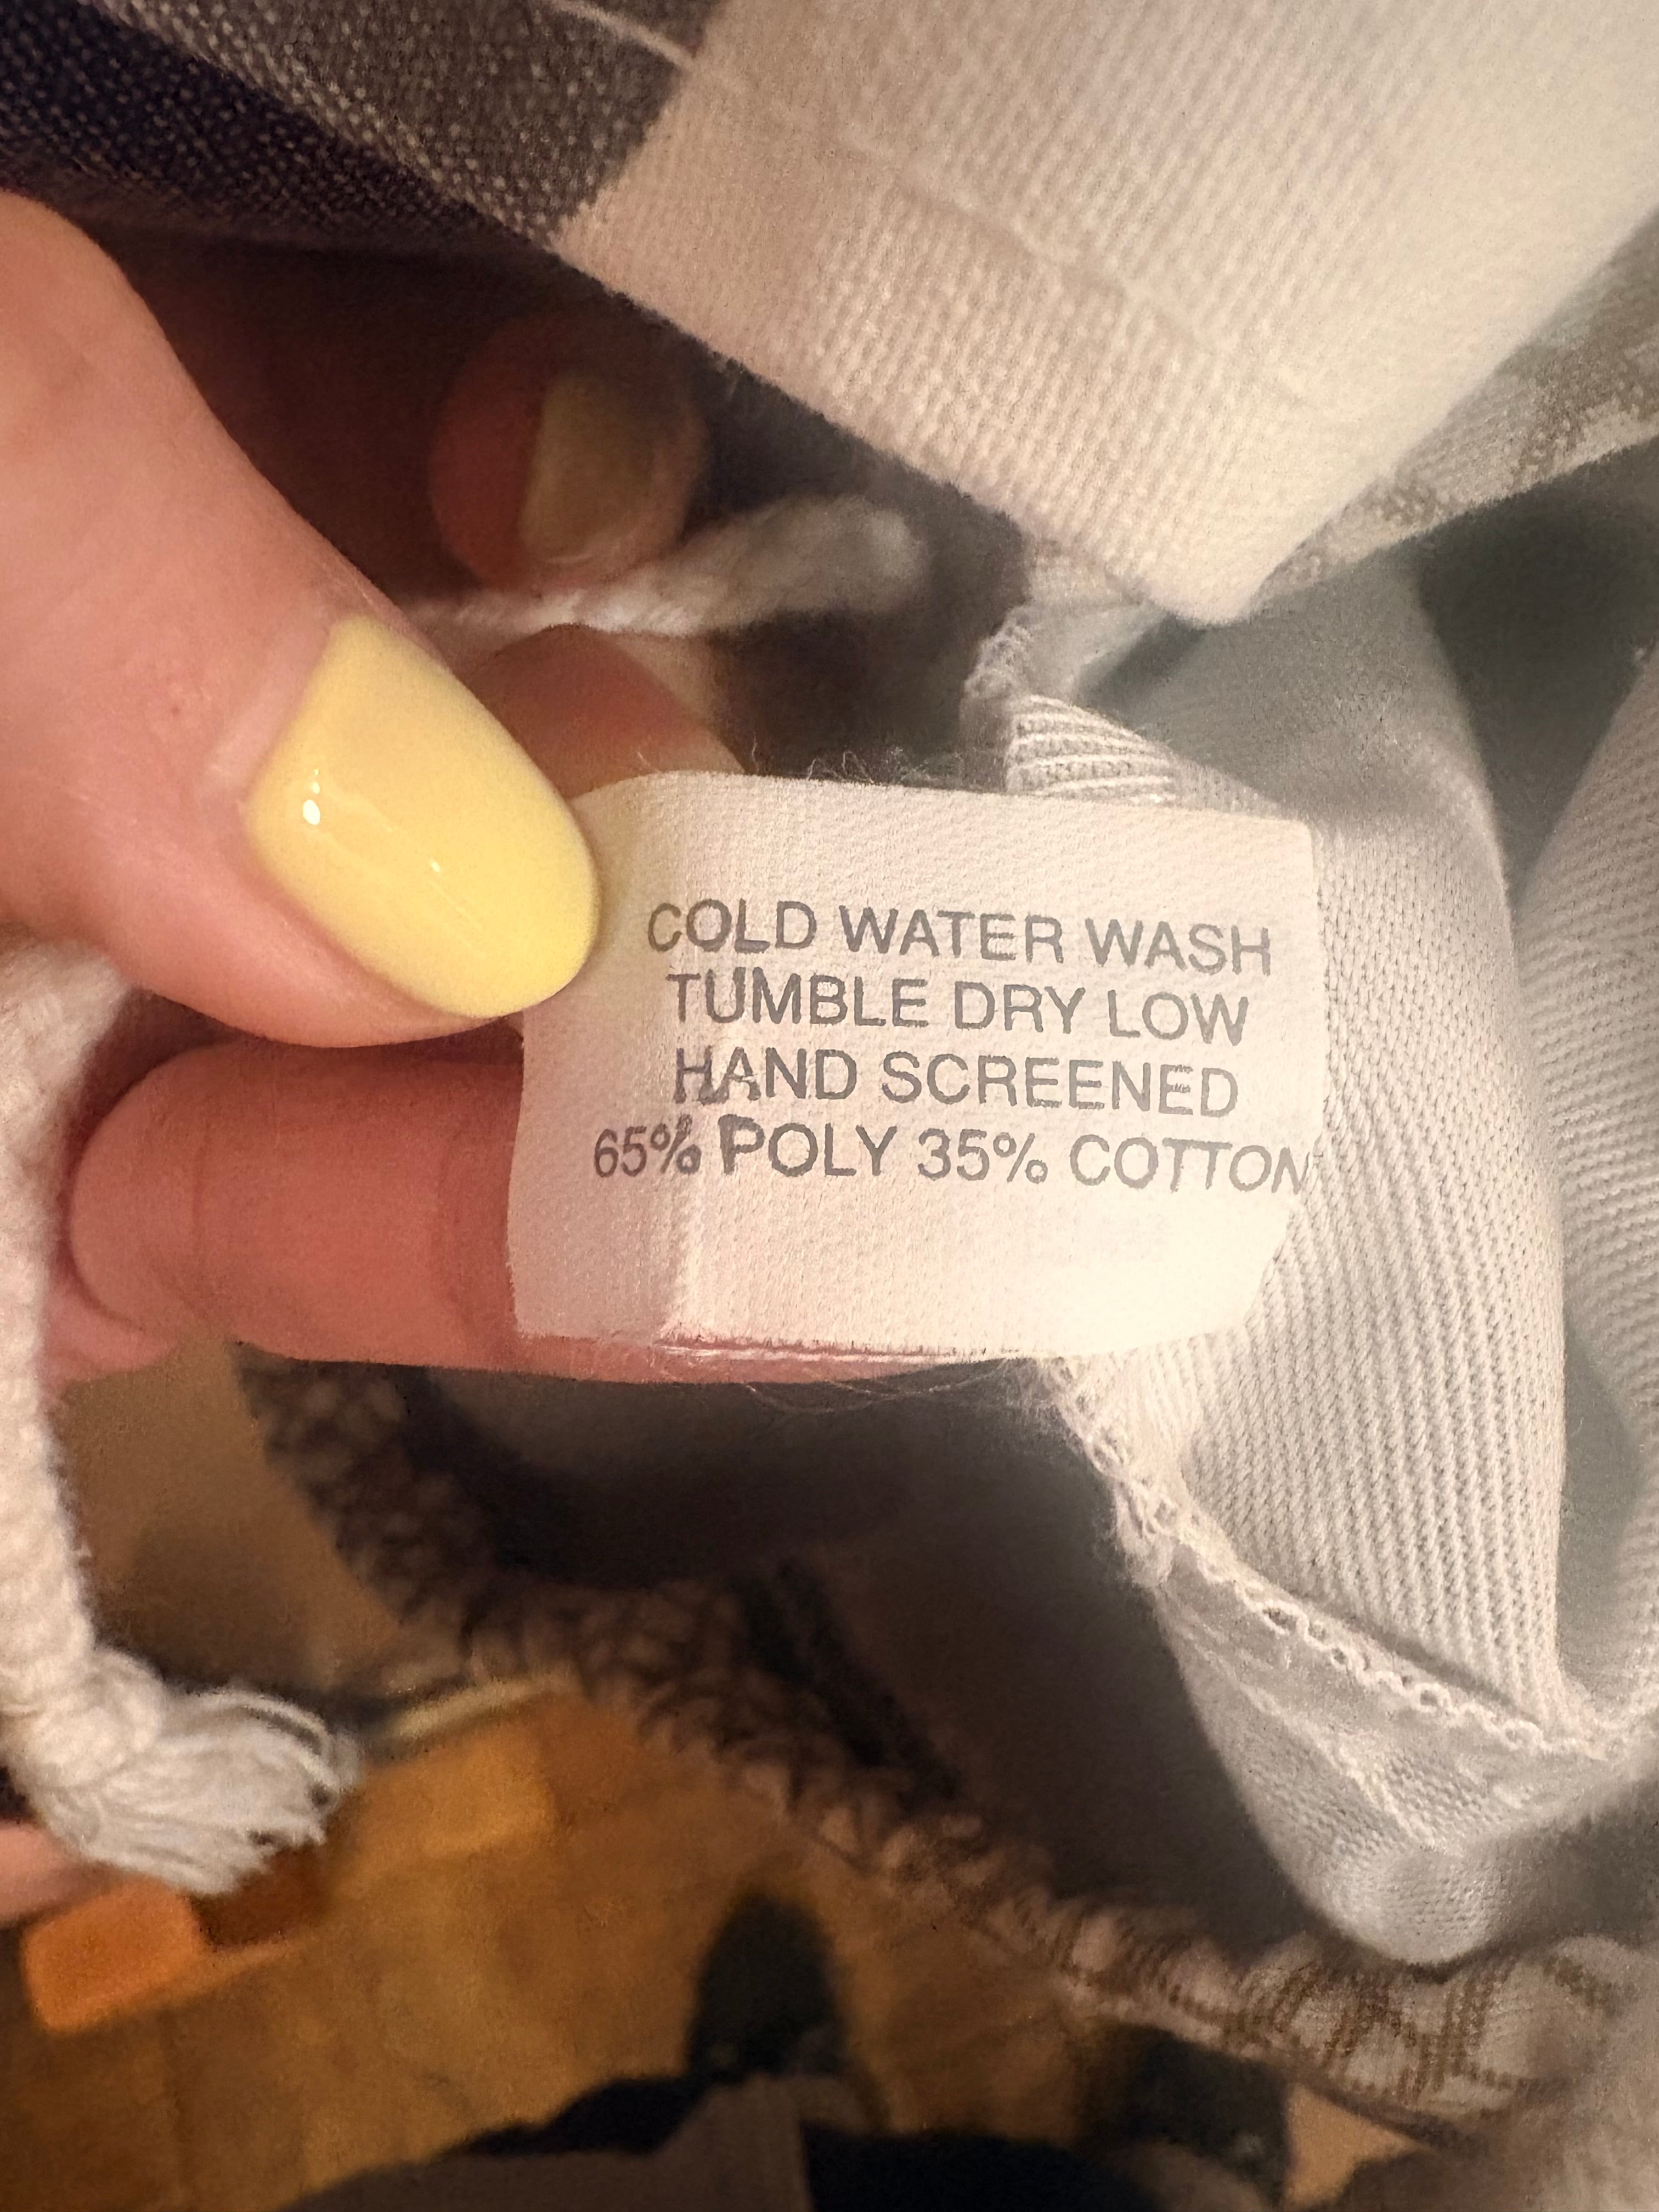 COLD WATER WASH
TUMBLE DRY LOW
HAND SCREENED
65% POLY 35% COTTON